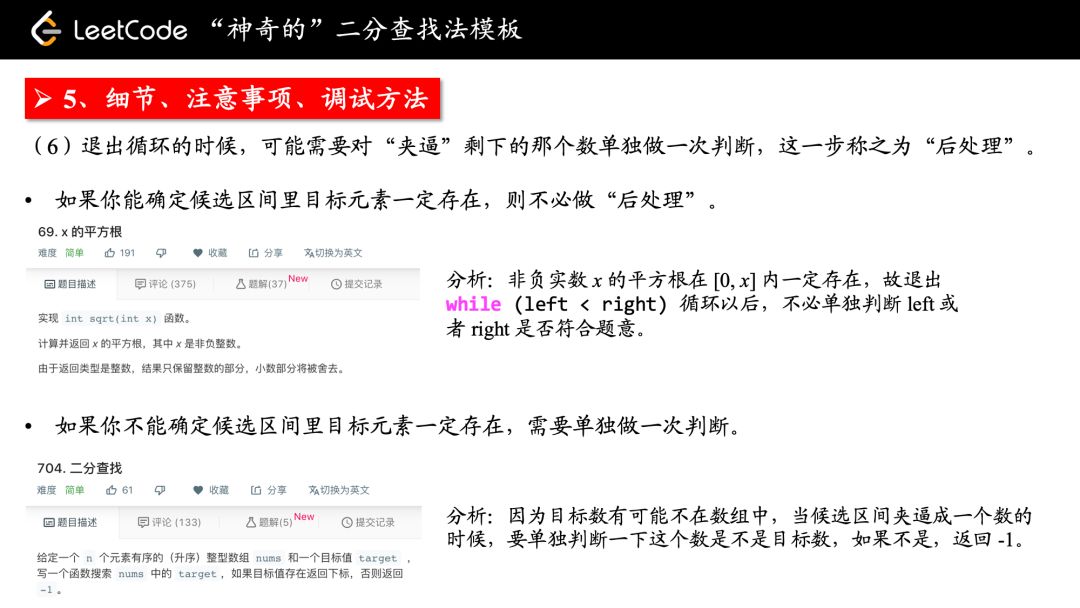 LeetCode “神奇的”二分查找法模板
➢ 5、细节、注意事项、调试方法
（6）退出循环的时候，可能需要对“夹逼”剩下的那个数单独做一次判断，这一步称之为“后处理”。
• 如果你能确定候选区间里目标元素一定存在，则不必做“后处理”。
69. x 的平方根
难度 简单 191 收藏 分享 切换为英文
题目描述 评论 (375) 题解(37) New 提交记录
实现 int sqrt(int x) 函数。
计算并返回 x 的平方根，其中 x 是非负整数。
由于返回类型是整数，结果只保留整数的部分，小数部分将被舍去。
分析：非负实数 x 的平方根在 [0, x] 内一定存在，故退出
while (left < right) 循环以后，不必单独判断 left 或
者 right 是否符合题意。
• 如果你不能确定候选区间里目标元素一定存在，需要单独做一次判断。
704. 二分查找
难度 简单 61 收藏 分享 切换为英文
题目描述 评论 (133) 题解(5) New 提交记录
给定一个 n 个元素有序的（升序）整型数组 nums 和一个目标值 target ，
写一个函数搜索 nums 中的 target，如果目标值存在返回下标，否则返回
-1 。
分析：因为目标数有可能不在数组中，当候选区间夹逼成一个数的
时候，要单独判断一下这个数是不是目标数，如果不是，返回 -1。